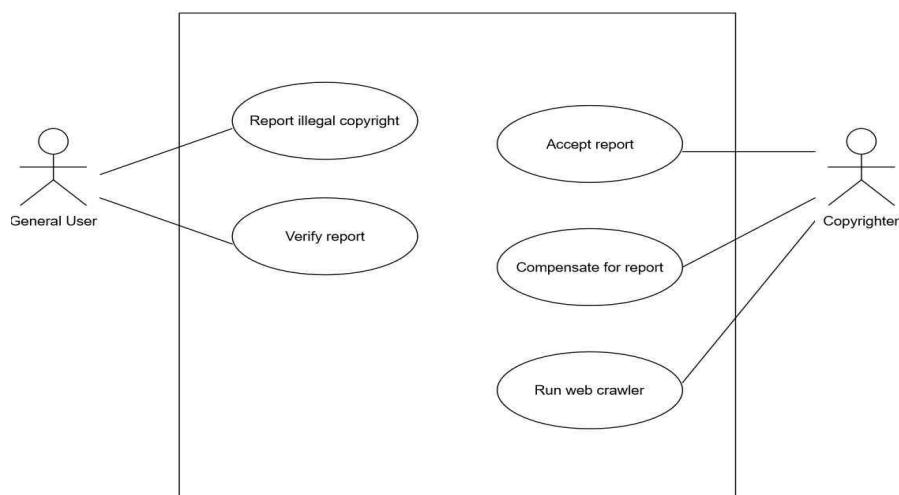 Report illegal copyright
Accept report
General User
Copyrighter
Verify report
Compensate for report
Run web crawler